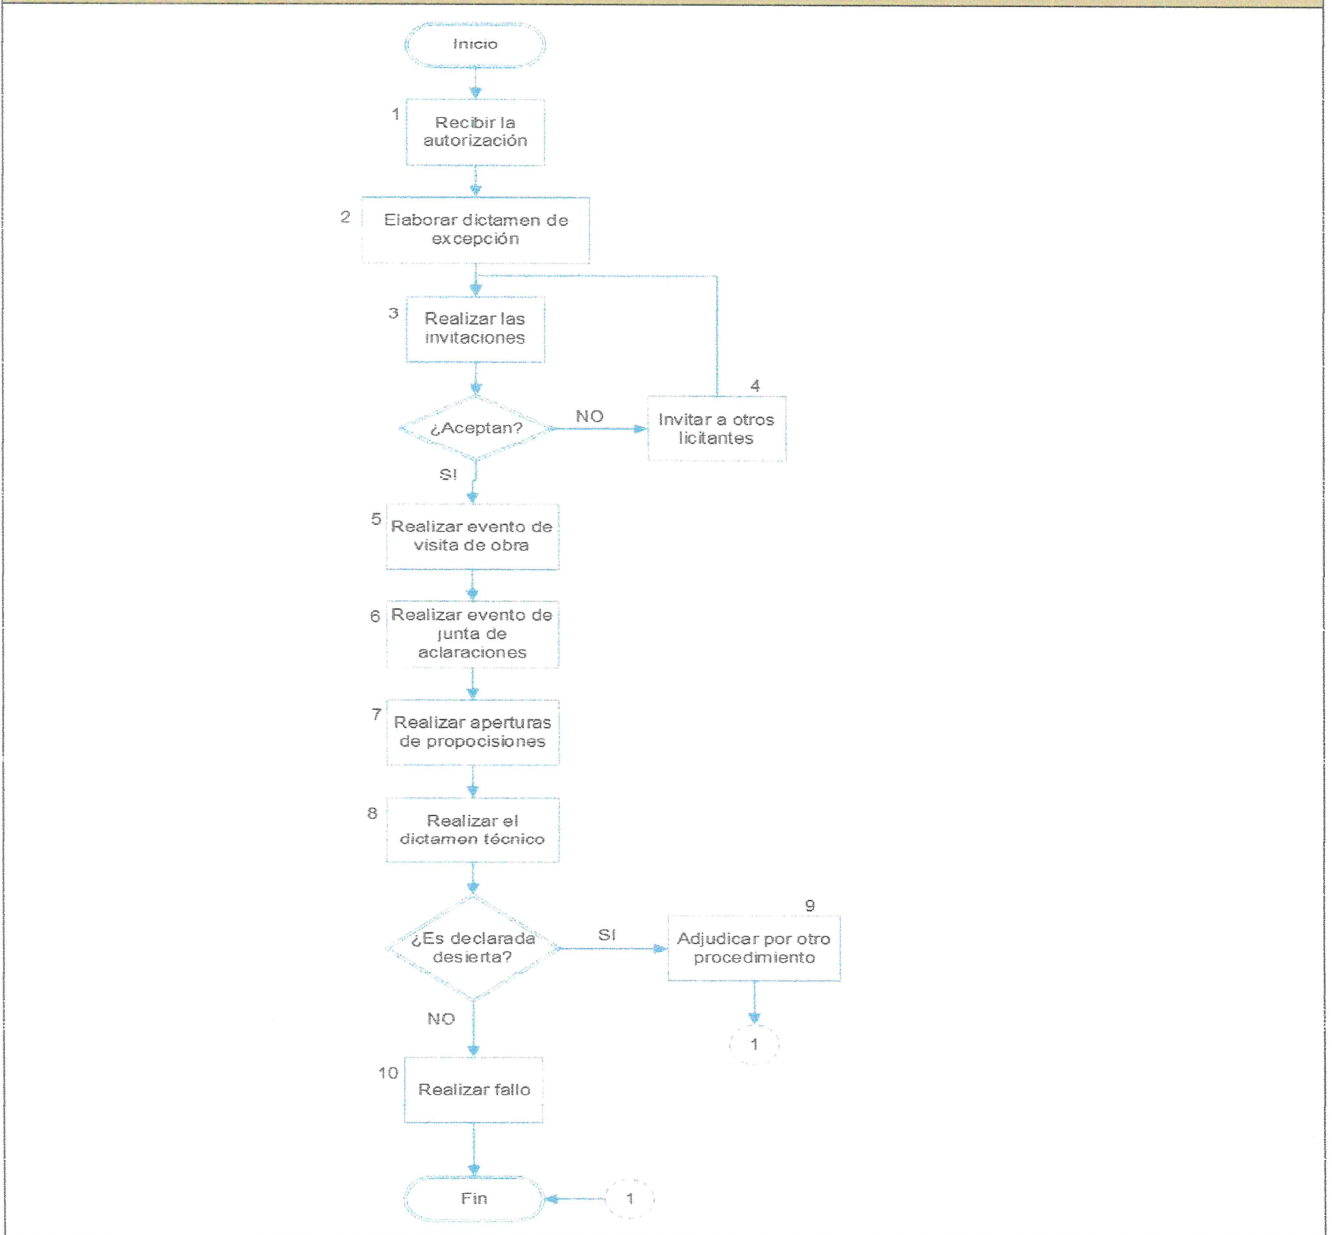 Inicio
1
Recibir la
autorización
2
Elaborar dictamen de
excepción
3
Realizar las
invitaciones
4
¿Aceptan?
NO
Invitar a otros
licitantes
SI
5
Realizar evento de
visita de obra
6
Realizar evento de
junta de
aclaraciones
7
Realizar aperturas
de propocisiones
8
Realizar el
dictamen técnico
9
¿Es declarada
desierta?
SI
Adjudicar por otro
procedimiento
NO
1
10
Realizar fallo
Fin
1